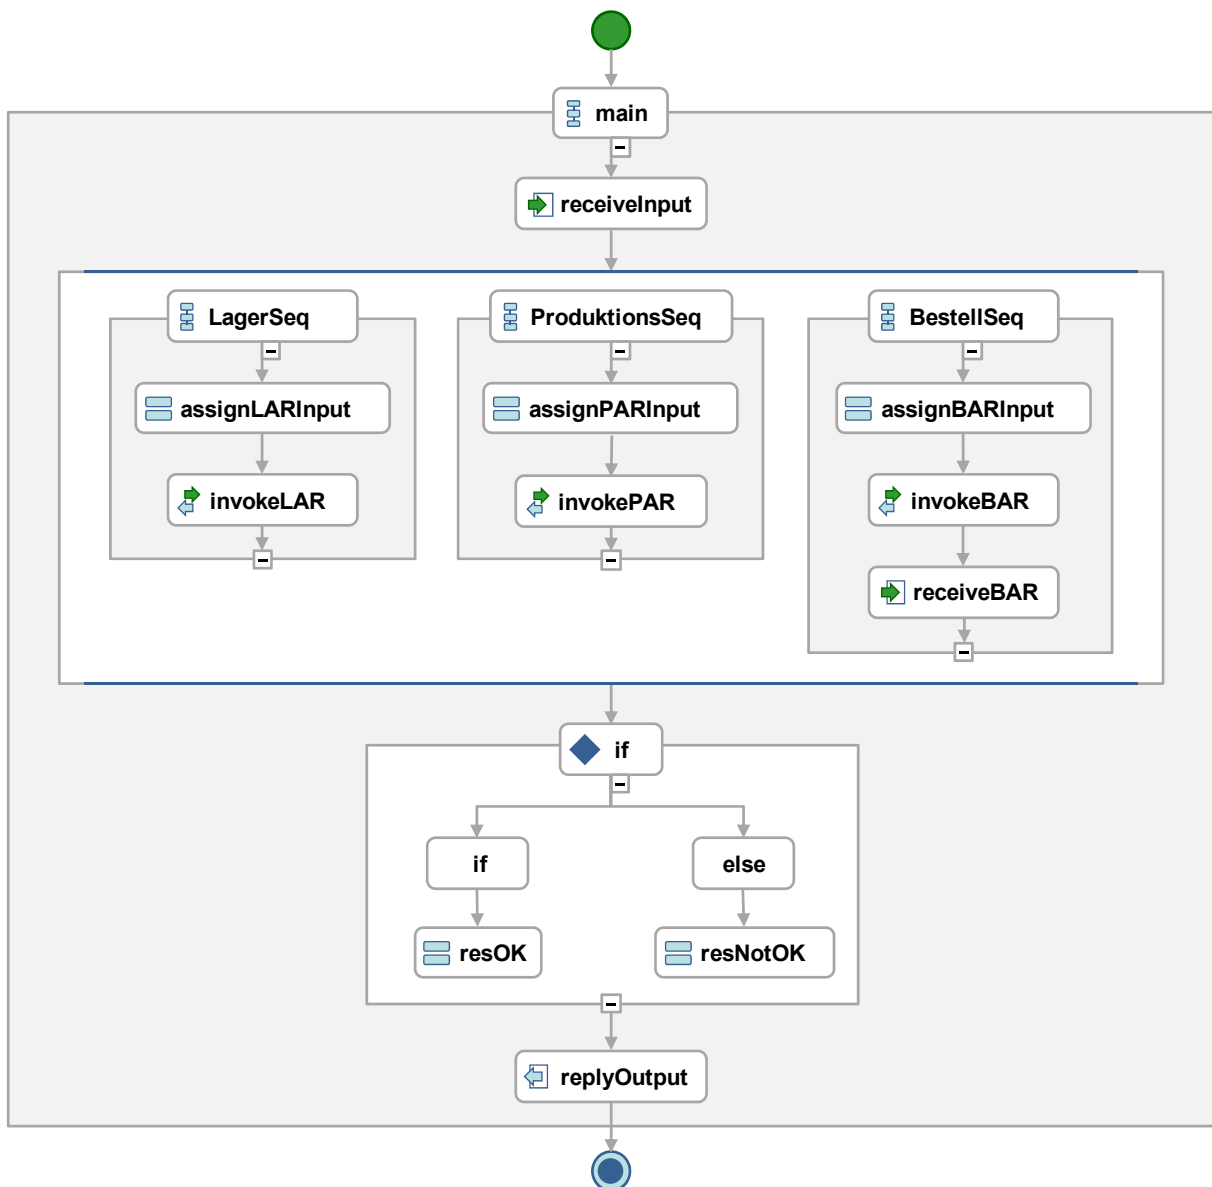 main
receiveInput
LagerSeq
ProduktionsSeq
BestellSeq
assignLARInput
assignPARInput
assignBARInput
invokeLAR
invokePAR
invokeBAR
receiveBAR
if
if
else
resOK
resNotOK
replyOutput